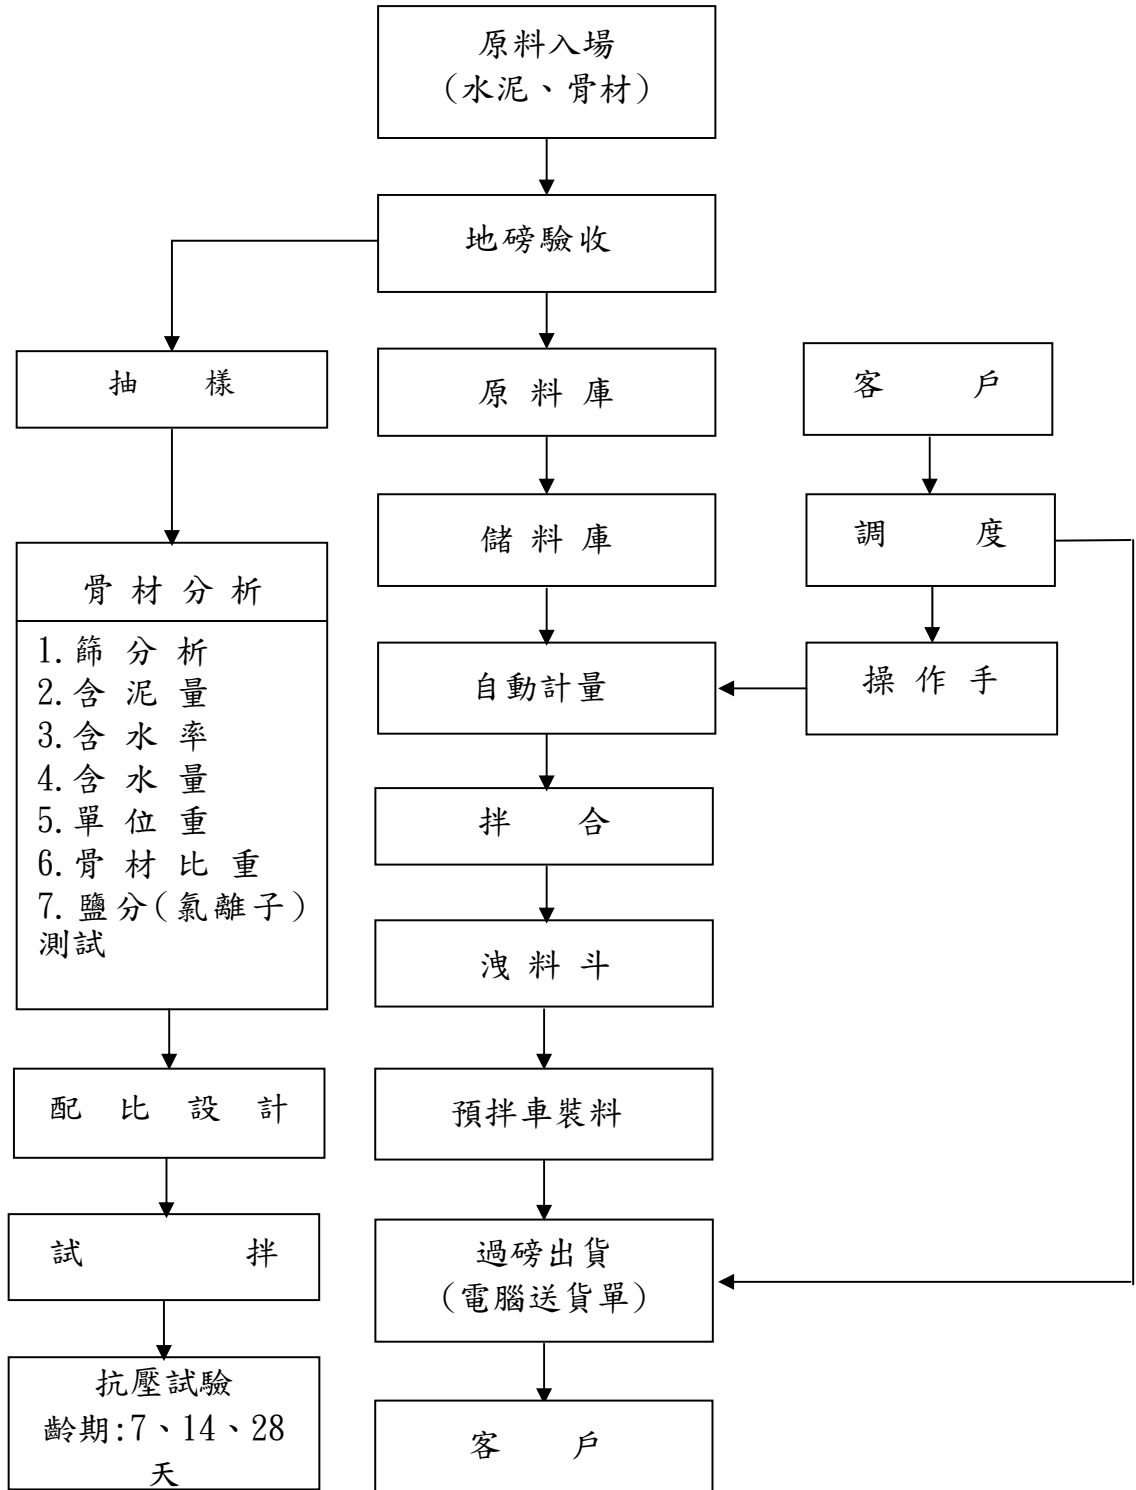 原料入場
(水泥、骨材)
地磅驗收
抽樣
原料庫
客戶
儲料庫
調度
骨材分析
1.篩分析
2.含泥量
3.含水率
4.含水量
5.單位重
6.骨材比重
7.鹽分(氯離子)
測試
自動計量
操作手
拌合
洩料斗
配比設計
預拌車裝料
試拌
過磅出貨
(電腦送貨單)
抗壓試驗
齡期:7、14、28
天
客戶